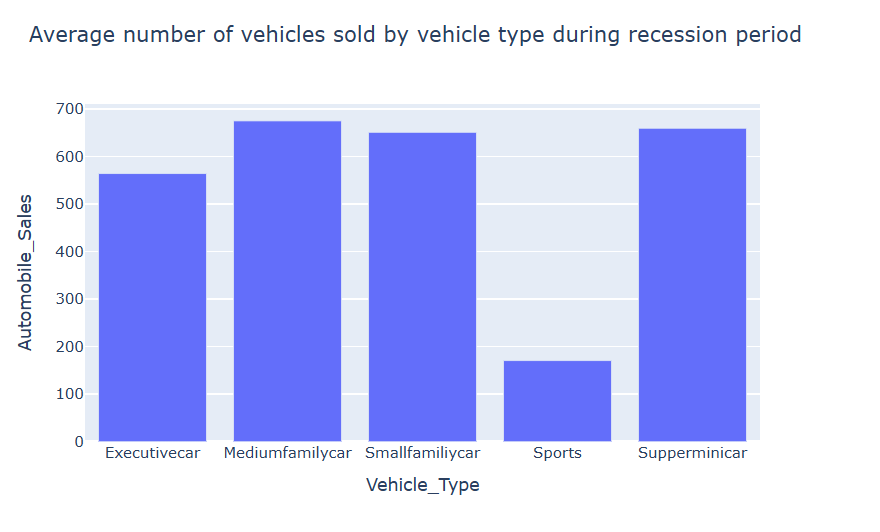 Average number of vehicles sold by vehicle type during recession period
Automobile_Sales
700
600
500
400
300
200
100
0
Executivecar Mediumfamilycar Smallfamiliycar Sports Supperminicar
Vehicle_Type